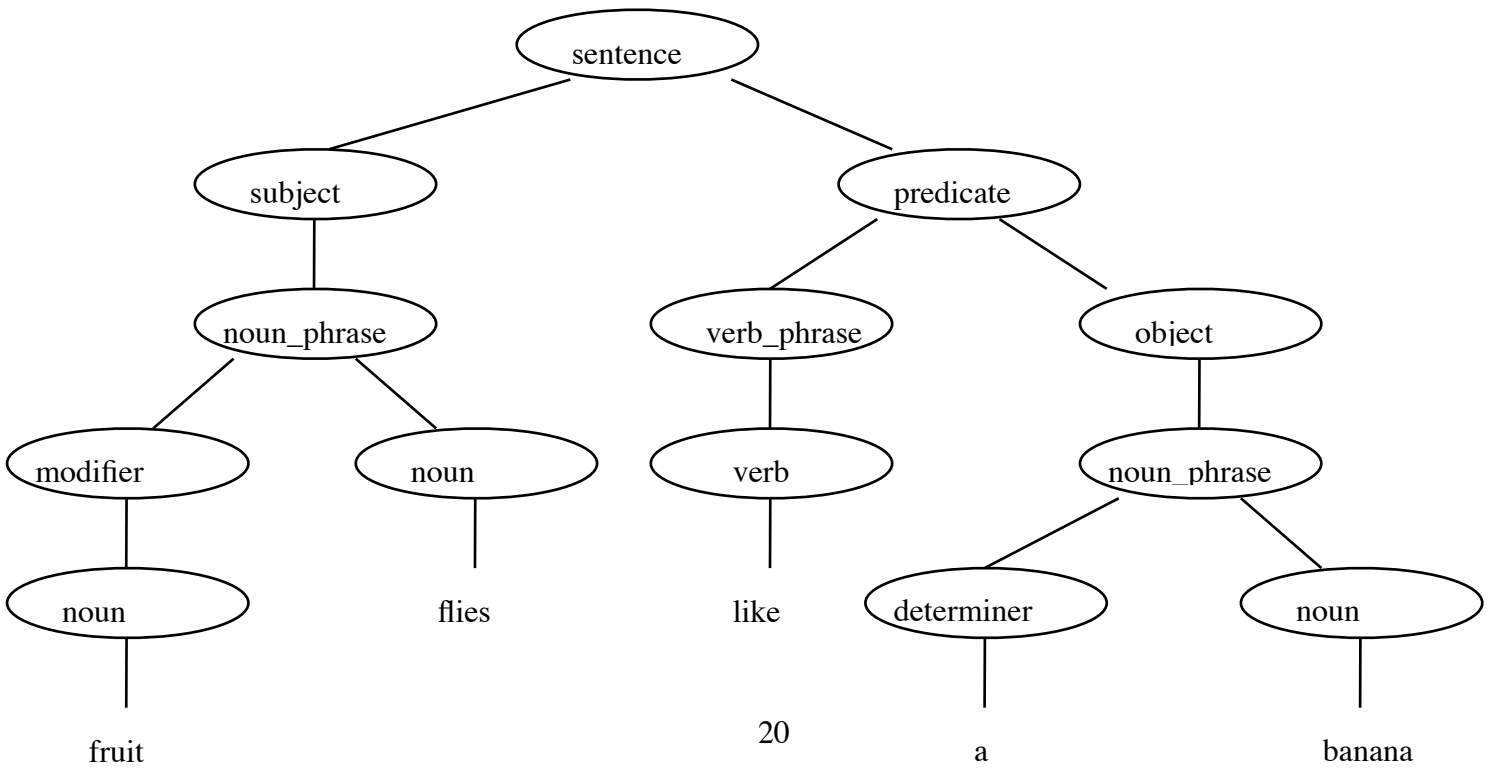 sentence
subject predicate
noun_phrase verb_phrase object
modifier noun verb noun_phrase
noun flies like determiner noun
20
fruit a banana